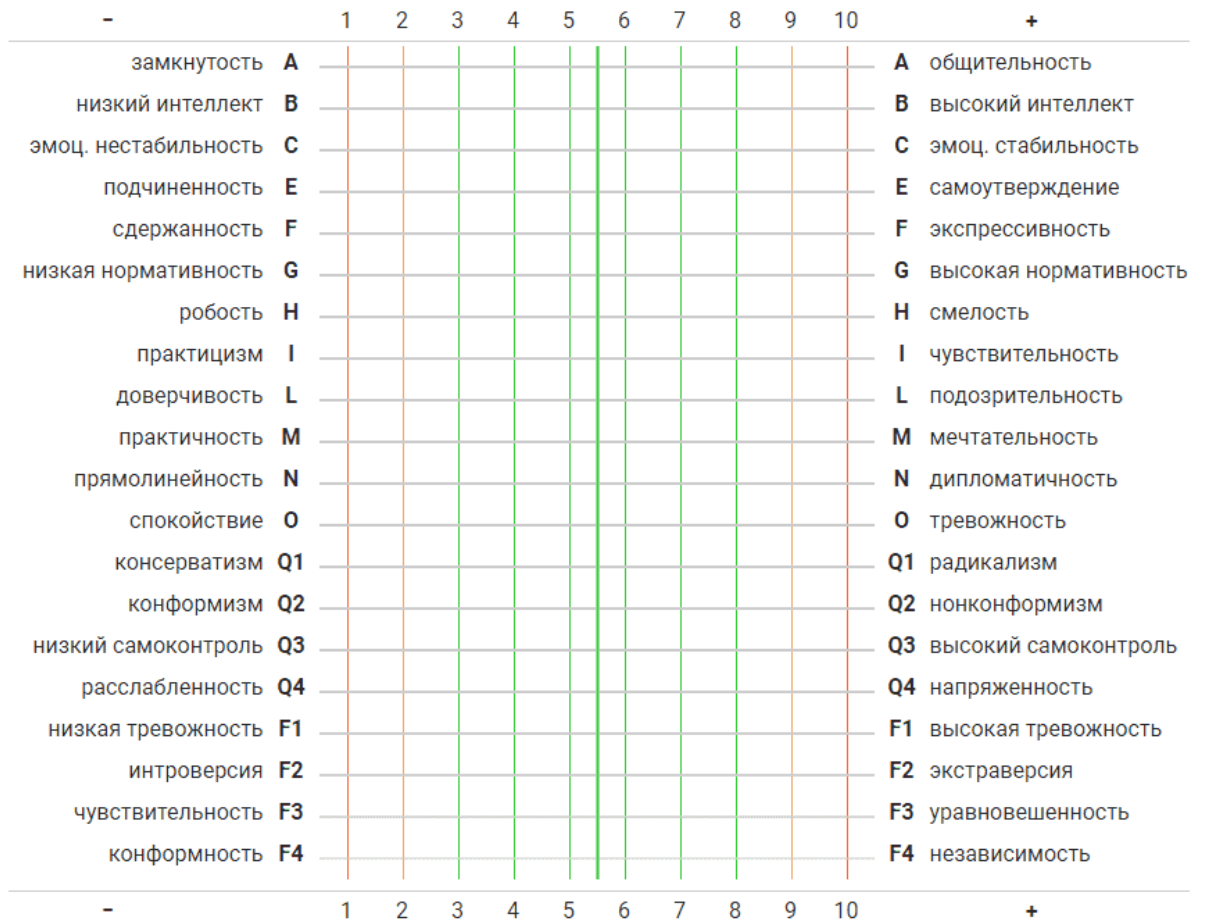 – 1 2 3 4 5 6 7 8 9 10 +
замкнутость A A общительность
низкий интеллект B B высокий интеллект
эмоц. нестабильность C C эмоц. стабильность
подчиненность E E самоутверждение
сдержанность F F экспрессивность
низкая нормативность G G высокая нормативность
робость H H смелость
практицизм I I чувствительность
доверчивость L L подозрительность
практичность M M мечтательность
прямолинейность N N дипломатичность
спокойствие O O тревожность
консерватизм Q1 Q1 радикализм
конформизм Q2 Q2 нонконформизм
низкий самоконтроль Q3 Q3 высокий самоконтроль
расслабленность Q4 Q4 напряженность
низкая тревожность F1 F1 высокая тревожность
интроверсия F2 F2 экстраверсия
чувствительность F3 F3 уравновешенность
конформность F4 F4 независимость
– 1 2 3 4 5 6 7 8 9 10 +